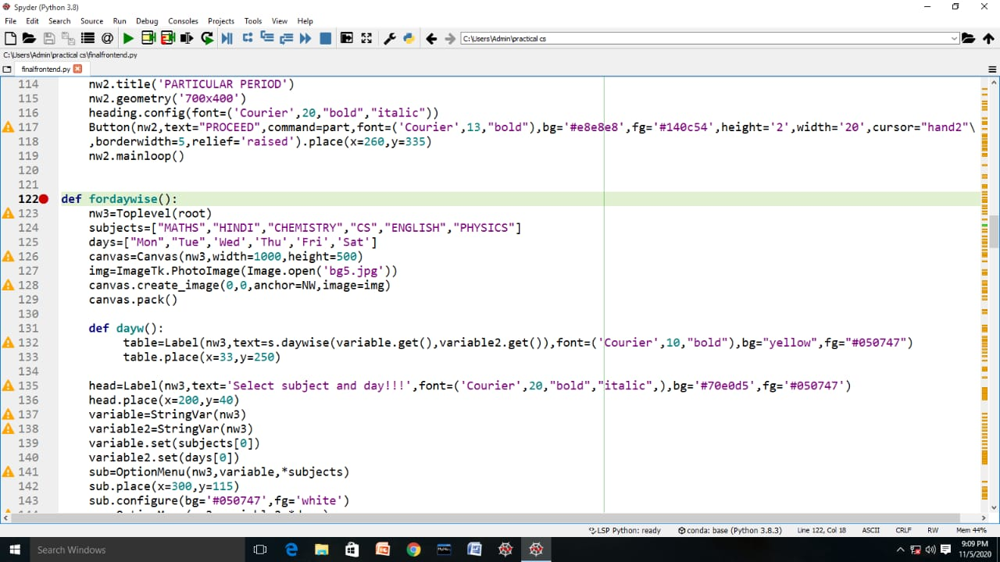 Spyder (Python 3.8)
File Edit Search Source Run Debug Consoles Projects Tools View Help
C:\Users\Admin\practical cs
C:\Users\Admin\practical cs\finalfrontend.py
finalfrontend.py
114 nw2.title('PARTICULAR PERIOD')
115 nw2.geometry('700x400')
116 heading.config(font=('Courier',20,"bold","italic"))
117 Button(nw2,text="PROCEED",command=part,font=('Courier',13,"bold"),bg='#e8e8e8',fg='#140c54',height='2',width='20',cursor="hand2"\
118 ,borderwidth=5,relief='raised').place(x=260,y=335)
119 nw2.mainloop()
120
121
122 def fordaywise():
123 nw3=Toplevel(root)
124 subjects=["MATHS","HINDI","CHEMISTRY","CS","ENGLISH","PHYSICS"]
125 days=["Mon","Tue",'Wed','Thu','Fri','Sat']
126 canvas=Canvas(nw3,width=1000,height=500)
127 img=ImageTk.PhotoImage(Image.open('bg5.jpg'))
128 canvas.create_image(0,0,anchor=NW,image=img)
129 canvas.pack()
130
131 def dayw():
132 table=Label(nw3,text=s.daywise(variable.get(),variable2.get()),font=('Courier',10,"bold"),bg="yellow",fg="#050747")
133 table.place(x=33,y=250)
134
135 head=Label(nw3,text='Select subject and day!!!',font=('Courier',20,"bold","italic",),bg='#70e0d5',fg='#050747')
136 head.place(x=200,y=40)
137 variable=StringVar(nw3)
138 variable2=StringVar(nw3)
139 variable.set(subjects[0])
140 variable2.set(days[0])
141 sub=OptionMenu(nw3,variable,*subjects)
142 sub.place(x=300,y=115)
143 sub.configure(bg='#050747',fg='white')
LSP Python: ready conda: base (Python 3.8.3) Line 122, Col 18 ASCII CRLF RW Mem 44%
Search Windows
9:09 PM
11/5/2020